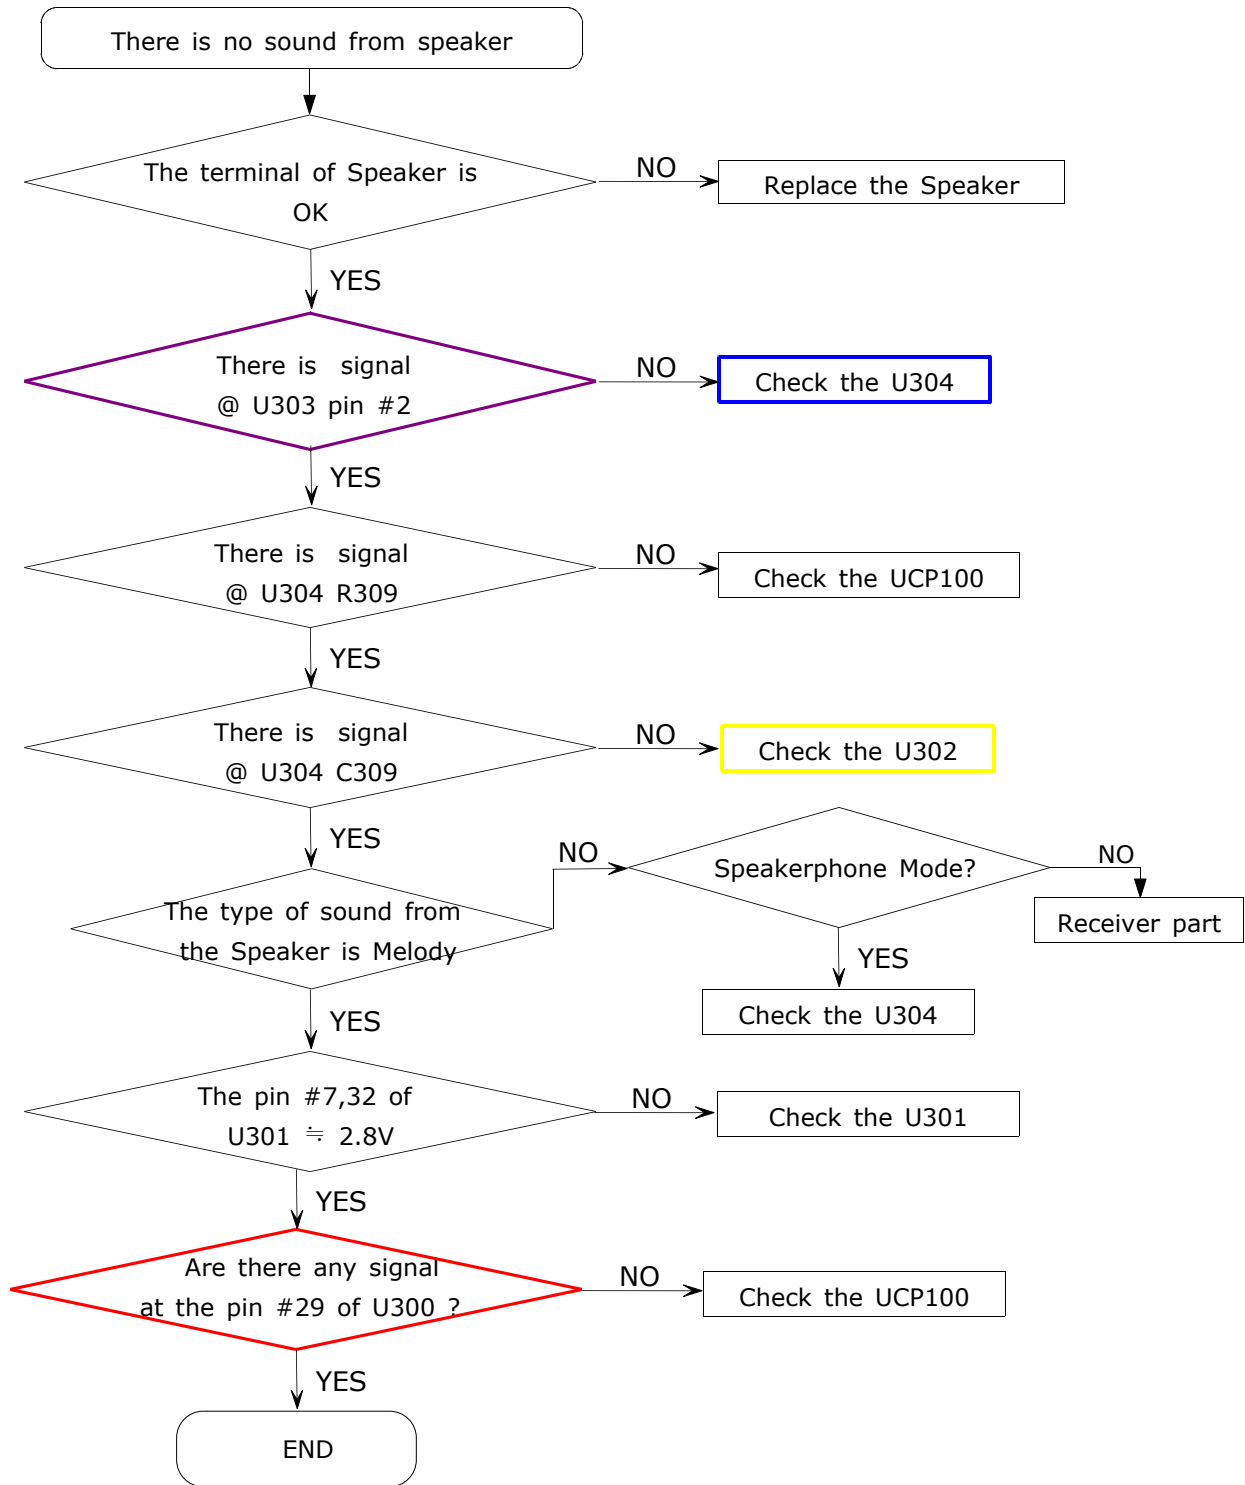 There is no sound from speaker
The terminal of Speaker is
OK
NO
Replace the Speaker
YES
There is signal
@ U303 pin #2
NO
Check the U304
YES
There is signal
@ U304 R309
NO
Check the UCP100
YES
There is signal
@ U304 C309
NO
Check the U302
YES
The type of sound from
the Speaker is Melody
NO
Speakerphone Mode?
NO
Receiver part
YES
Check the U304
YES
The pin #7,32 of
U301 ≒ 2.8V
NO
Check the U301
YES
Are there any signal
at the pin #29 of U300 ?
NO
Check the UCP100
YES
END